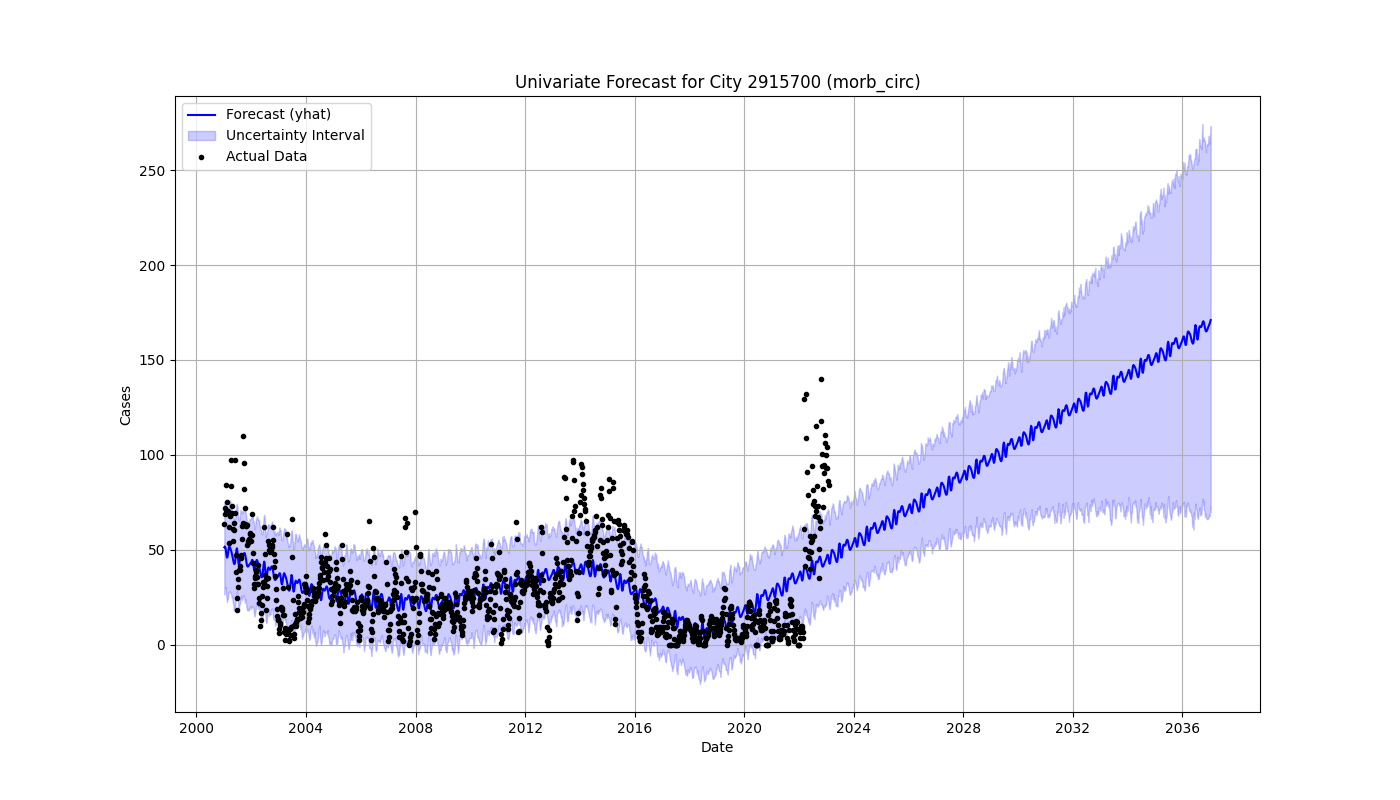 Univariate Forecast for City 2915700 (morb_circ)
Forecast (yhat)
Uncertainty Interval
Actual Data
250
200
150
100
50
0
Cases
2000 2004 2008 2012 2016 2020 2024 2028 2032 2036
Date